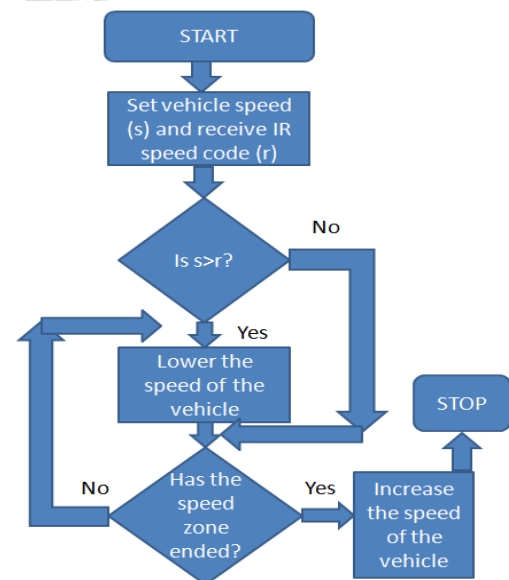 START
Set vehicle speed
(s) and receive IR
speed code (r)
No
Is s>r?
Yes
Lower the
speed of the
vehicle
STOP
No
Has the
speed
zone
ended?
Yes
Increase
the speed
of the
vehicle